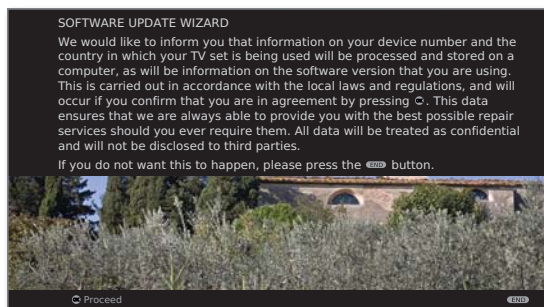 SOFTWARE UPDATE WIZARD
We would like to inform you that information on your device number and the
country in which your TV set is being used will be processed and stored on a
computer, as will be information on the software version that you are using.
This is carried out in accordance with the local laws and regulations, and will
occur if you confirm that you are in agreement by pressing OK. This data
ensures that we are always able to provide you with the best possible repair
services should you ever require them. All data will be treated as confidential
and will not be disclosed to third parties.
If you do not want this to happen, please press the END button.
OK Proceed
END